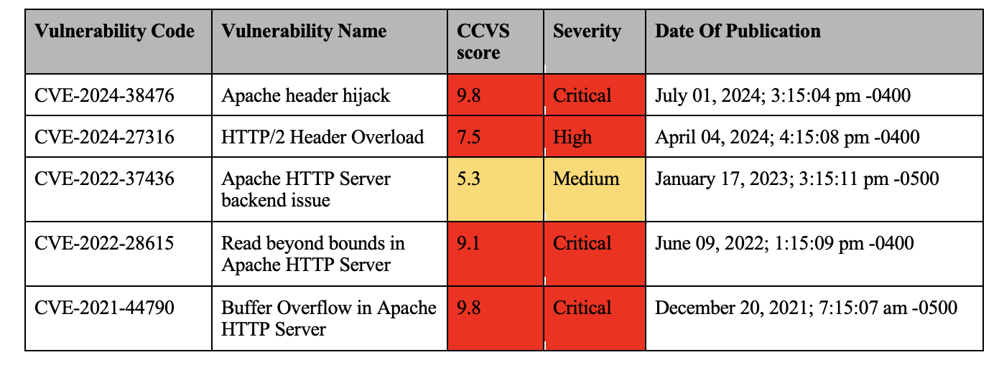 Vulnerability Code Vulnerability Name CCVS Severity Date Of Publication
score
CVE-2024-38476 Apache header hijack 9.8 Critical July 01, 2024; 3:15:04 pm -0400
CVE-2024-27316 HTTP/2 Header Overload 7.5 High April 04, 2024; 4:15:08 pm -0400
CVE-2022-37436 Apache HTTP Server 5.3 Medium January 17, 2023; 3:15:11 pm -0500
backend issue
CVE-2022-28615 Read beyond bounds in 9.1 Critical June 09, 2022; 1:15:09 pm -0400
Apache HTTP Server
CVE-2021-44790 Buffer Overflow in Apache 9.8 Critical December 20, 2021; 7:15:07 am -0500
HTTP Server